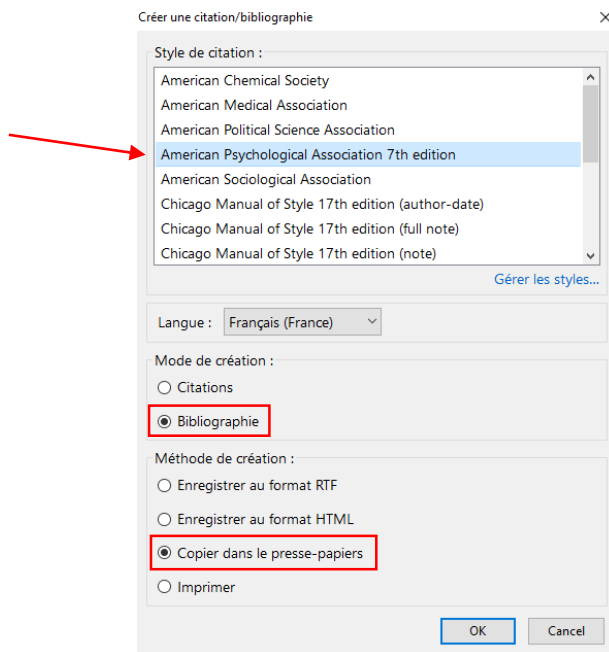 Créer une citation/bibliographie
Style de citation :
American Chemical Society
American Medical Association
American Political Science Association
American Psychological Association 7th edition
American Sociological Association
Chicago Manual of Style 17th edition (author-date)
Chicago Manual of Style 17th edition (full note)
Chicago Manual of Style 17th edition (note)
Gérer les styles...
Langue : Français (France)
Mode de création :
Citations
Bibliographie
Méthode de création :
Enregistrer au format RTF
Enregistrer au format HTML
Copier dans le presse-papiers
Imprimer
OK Cancel